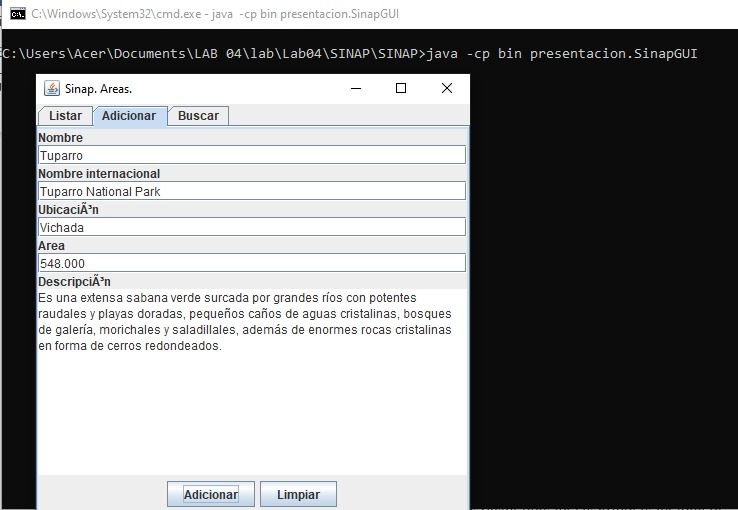 C:\Windows\System32\cmd.exe - java -cp bin presentacion.SinapGUI
C:\Users\Acer\Documents\LAB 04\lab\Lab04\SINAP\SINAP>java -cp bin presentacion.SinapGUI
Sinap. Areas.
Listar Adicionar Buscar
Nombre
Tuparro
Nombre internacional
Tuparro National Park
UbicaciÃ³n
Vichada
Area
548.000
DescripciÃ³n
Es una extensa sabana verde surcada por grandes ríos con potentes
raudales y playas doradas, pequeños caños de aguas cristalinas, bosques
de galería, morichales y saladillales, además de enormes rocas cristalinas
en forma de cerros redondeados.
Adicionar Limpiar